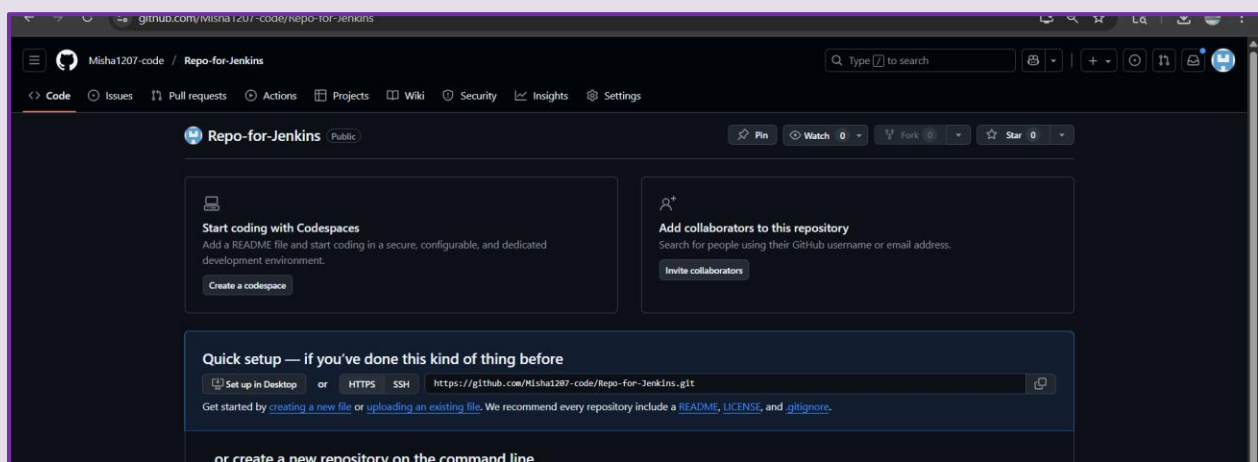 github.com/Misha1207-code/Repo-for-Jenkins
Misha1207-code / Repo-for-Jenkins
Type / to search
<> Code Issues Pull requests Actions Projects Wiki Security Insights Settings
Repo-for-Jenkins Public
Pin Watch 0 Fork 0 Star 0
Start coding with Codespaces
Add a README file and start coding in a secure, configurable, and dedicated
development environment.
Create a codespace
Add collaborators to this repository
Search for people using their GitHub username or email address.
Invite collaborators
Quick setup — if you've done this kind of thing before
Set up in Desktop or HTTPS SSH https://github.com/Misha1207-code/Repo-for-Jenkins.git
Get started by creating a new file or uploading an existing file. We recommend every repository include a README, LICENSE, and .gitignore.
or create a new repository on the command line